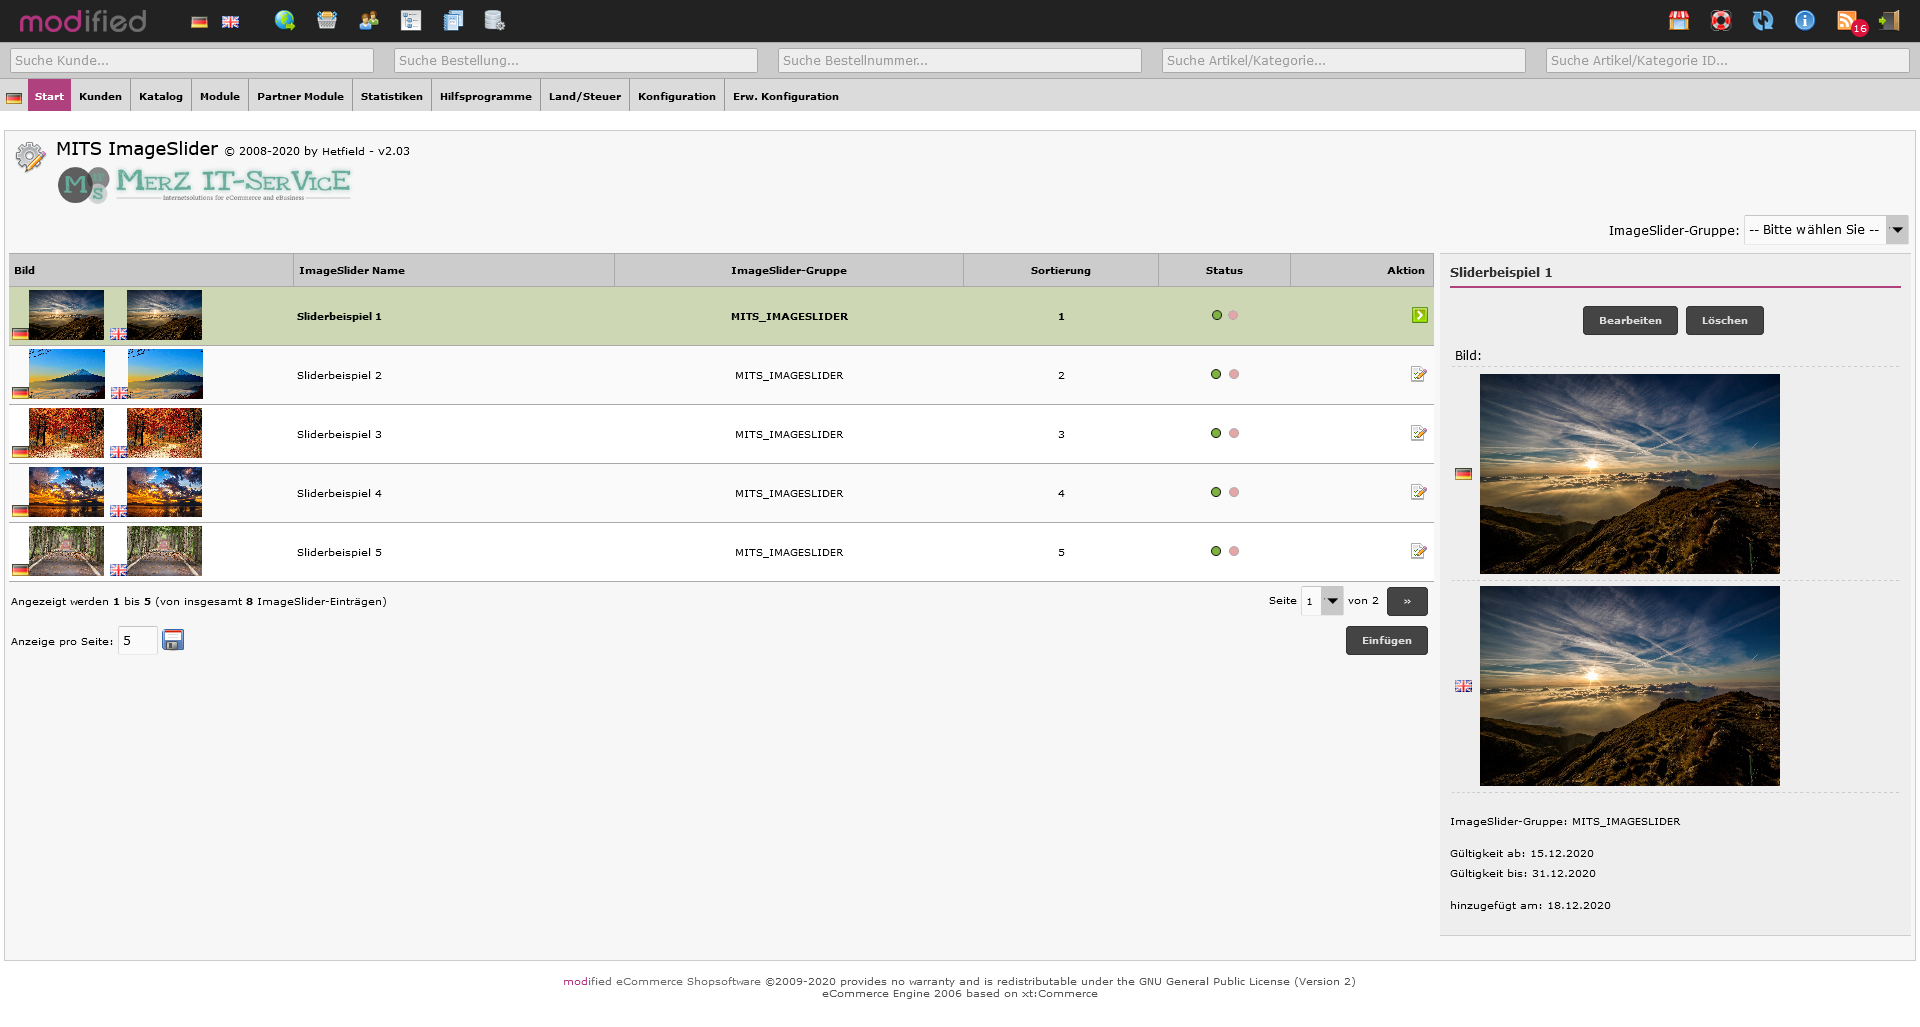 modified
16
Suche Kunde... Suche Bestellung... Suche Bestellnummer... Suche Artikel/Kategorie... Suche Artikel/Kategorie ID...
Start Kunden Katalog Module Partner Module Statistiken Hilfsprogramme Land/Steuer Konfiguration Erw. Konfiguration
MITS ImageSlider © 2008-2020 by Hetfield - v2.03
M IT S MERZ IT-SERVICE
Internetsolutions for eCommerce and eBusiness
ImageSlider-Gruppe: -- Bitte wählen Sie --
Bild ImageSlider Name ImageSlider-Gruppe Sortierung Status Aktion
Sliderbeispiel 1 MITS_IMAGESLIDER 1
Sliderbeispiel 2 MITS_IMAGESLIDER 2
Sliderbeispiel 3 MITS_IMAGESLIDER 3
Sliderbeispiel 4 MITS_IMAGESLIDER 4
Sliderbeispiel 5 MITS_IMAGESLIDER 5
Angezeigt werden 1 bis 5 (von insgesamt 8 ImageSlider-Einträgen) Seite 1 von 2 »
Anzeige pro Seite: 5 Einfügen
Sliderbeispiel 1
Bearbeiten Löschen
Bild:
ImageSlider-Gruppe: MITS_IMAGESLIDER
Gültigkeit ab: 15.12.2020
Gültigkeit bis: 31.12.2020
hinzugefügt am: 18.12.2020
modified eCommerce Shopsoftware ©2009-2020 provides no warranty and is redistributable under the GNU General Public License (Version 2)
eCommerce Engine 2006 based on xt:Commerce